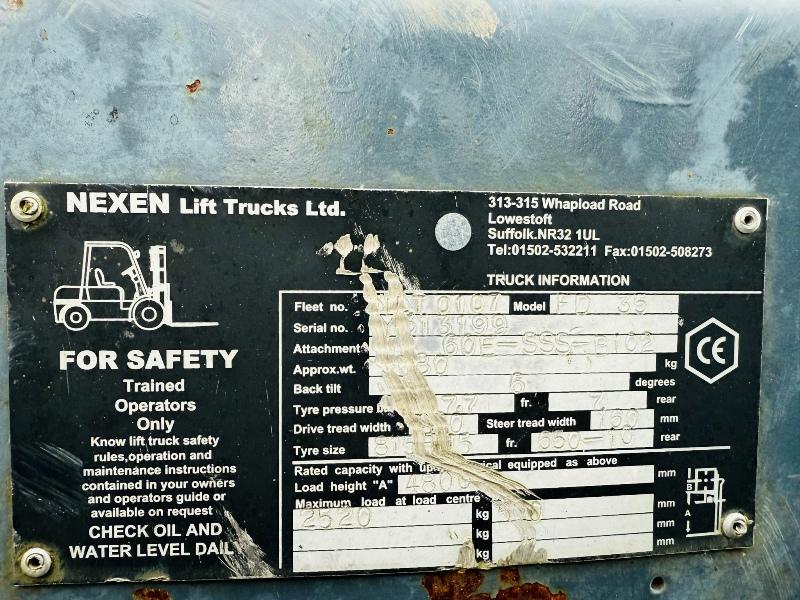 NEXEN Lift Trucks Ltd.
313-315 Whapload Road
Lowestoft
Suffolk.NR32 1UL
Tel:01502-532211 Fax:01502-508273
TRUCK INFORMATION
FOR SAFETY
Trained
Operators
Only
Know lift truck safety
rules,operation and
maintenance instructions
contained in your owners
and operators guide or
available on request
CHECK OIL AND
WATER LEVEL DAILY
Fleet no. Model FD 35
Serial no.
Attachment
Approx.wt. kg
Back tilt 6 degrees
Tyre pressure fr. rear
Drive tread width Steer tread width 150 mm
Tyre size fr. 650-10 rear
Rated capacity with equipped as above
Load height "A" mm
Maximum load at load centre
2520 kg mm
kg mm
kg mm
CE
B
A